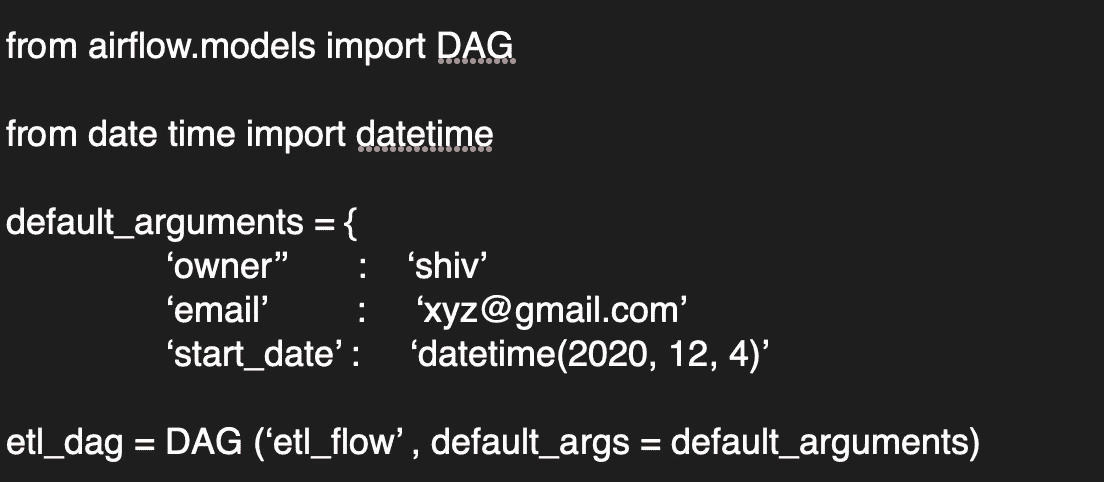 from airflow.models import DAG
from date time import datetime
default_arguments = {
‘owner” : ‘shiv’
‘email’ : ‘xyz@gmail.com’
‘start_date’ : ‘datetime(2020, 12, 4)’
etl_dag = DAG (‘etl_flow’ , default_args = default_arguments)